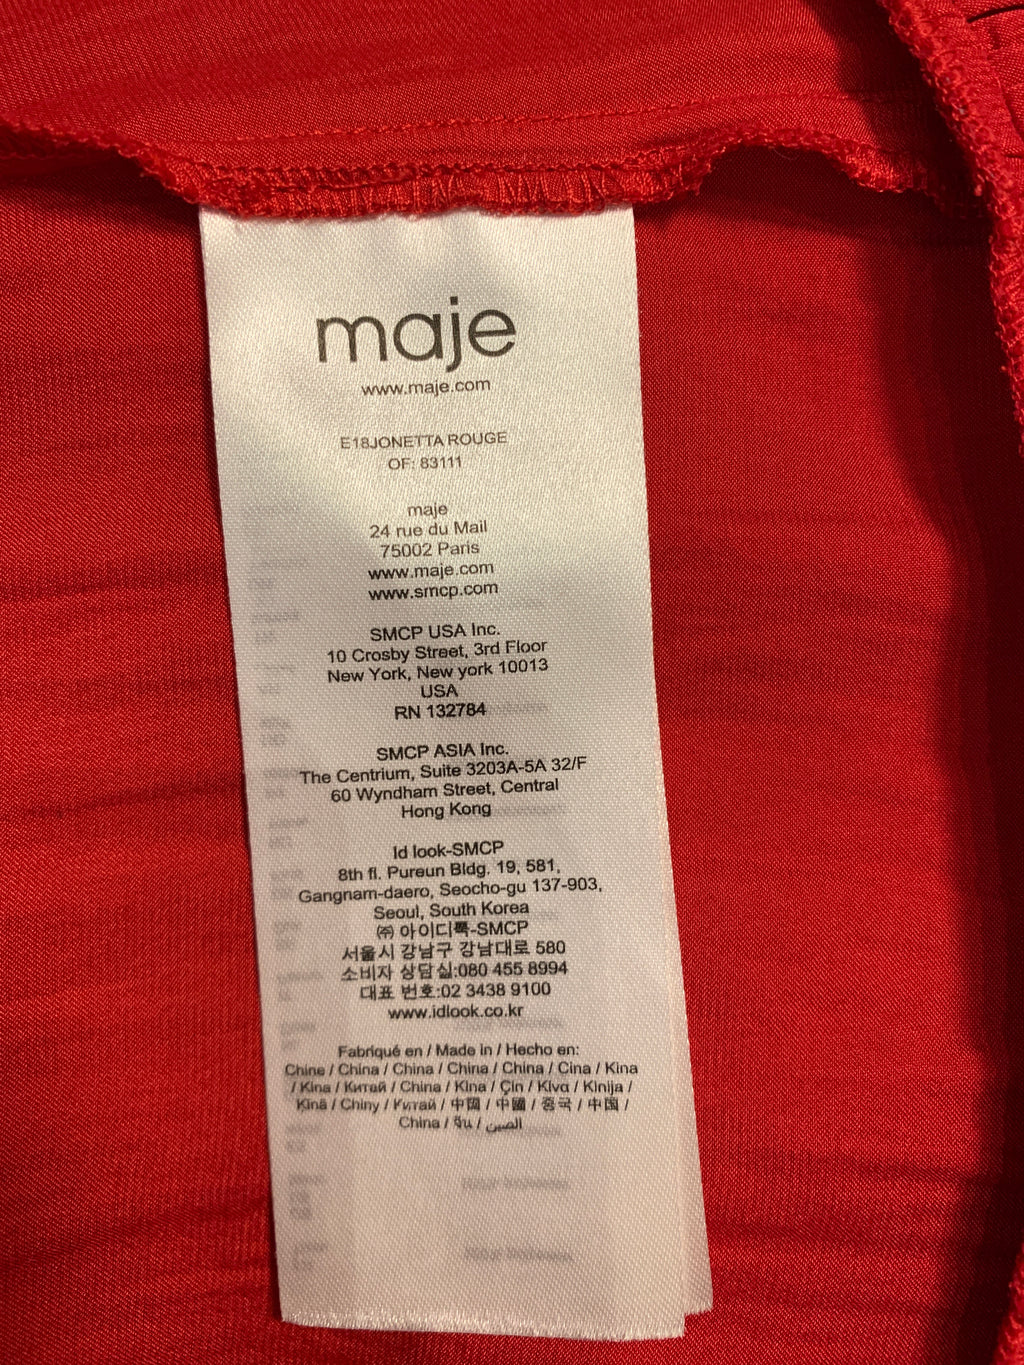 maje
www.maje.com
E18JONETTA ROUGE
OF: 83111
maje
24 rue du Mail
75002 Paris
www.maje.com
www.smcp.com
SMCP USA Inc.
10 Crosby Street, 3rd Floor
New York, New york 10013
USA
RN 132784
SMCP ASIA Inc.
The Centrium, Suite 3203A-5A 32/F
60 Wyndham Street, Central
Hong Kong
Id look-SMCP
8th fl. Pureun Bldg. 19, 581,
Gangnam-daero, Seocho-gu 137-903,
Seoul, South Korea
㈜ 아이디룩-SMCP
서울시 강남구 강남대로 580
소비자 상담실:080 455 8994
대표 번호:02 3438 9100
www.idlook.co.kr
Fabriqué en / Made in / Hecho en:
Chine / China / China / China / China / Cina / Kina
/ Kina / Китай / China / Kina / Çin / Κίνα / Kinija /
Kină / Chiny / Китай / 中国 / 中國 / 중국 / 中国 /
China / จีน / الصين